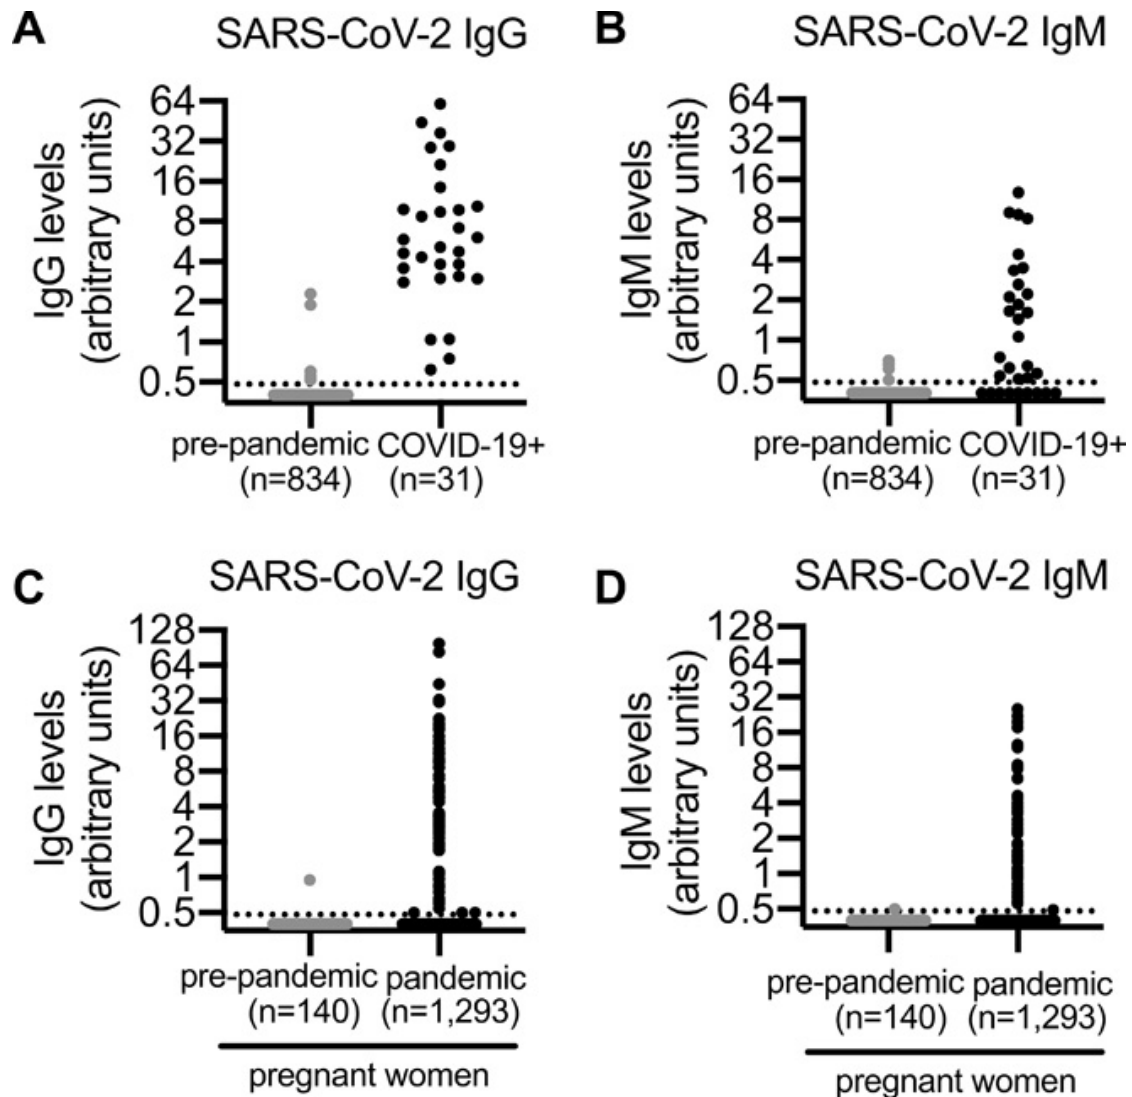 A
SARS-CoV-2 IgG
IgG levels
(arbitrary units)
64
32
16
8
4
2
1
0.5
pre-pandemic
(n=834)
COVID-19+
(n=31)
B
SARS-CoV-2 IgM
IgM levels
(arbitrary units)
64
32
16
8
4
2
1
0.5
pre-pandemic
(n=834)
COVID-19+
(n=31)
C
SARS-CoV-2 IgG
IgG levels
(arbitrary units)
128
64
32
16
8
4
2
1
0.5
pre-pandemic
(n=140)
pandemic
(n=1,293)
pregnant women
D
SARS-CoV-2 IgM
IgM levels
(arbitrary units)
128
64
32
16
8
4
2
1
0.5
pre-pandemic
(n=140)
pandemic
(n=1,293)
pregnant women